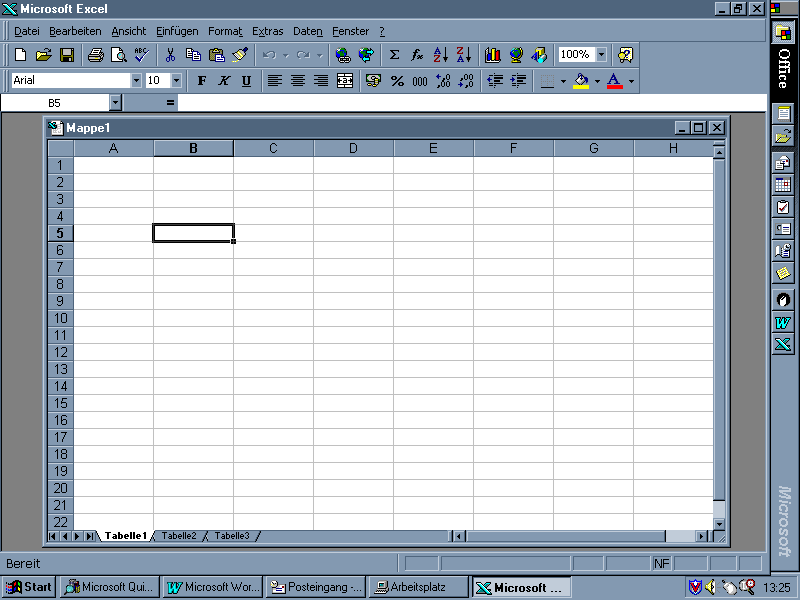 Microsoft Excel
Datei Bearbeiten Ansicht Einfügen Format Extras Daten Fenster ?
100%
Arial 10 F K U % 000
B5 =
Mappe1
A B C D E F G H
1
2
3
4
5
6
7
8
9
10
11
12
13
14
15
16
17
18
19
20
21
22
Tabelle1 Tabelle2 Tabelle3
Bereit NF
Start Microsoft Qui... Microsoft Wor... Posteingang -... Arbeitsplatz Microsoft ... 13:25
Office
Microsoft